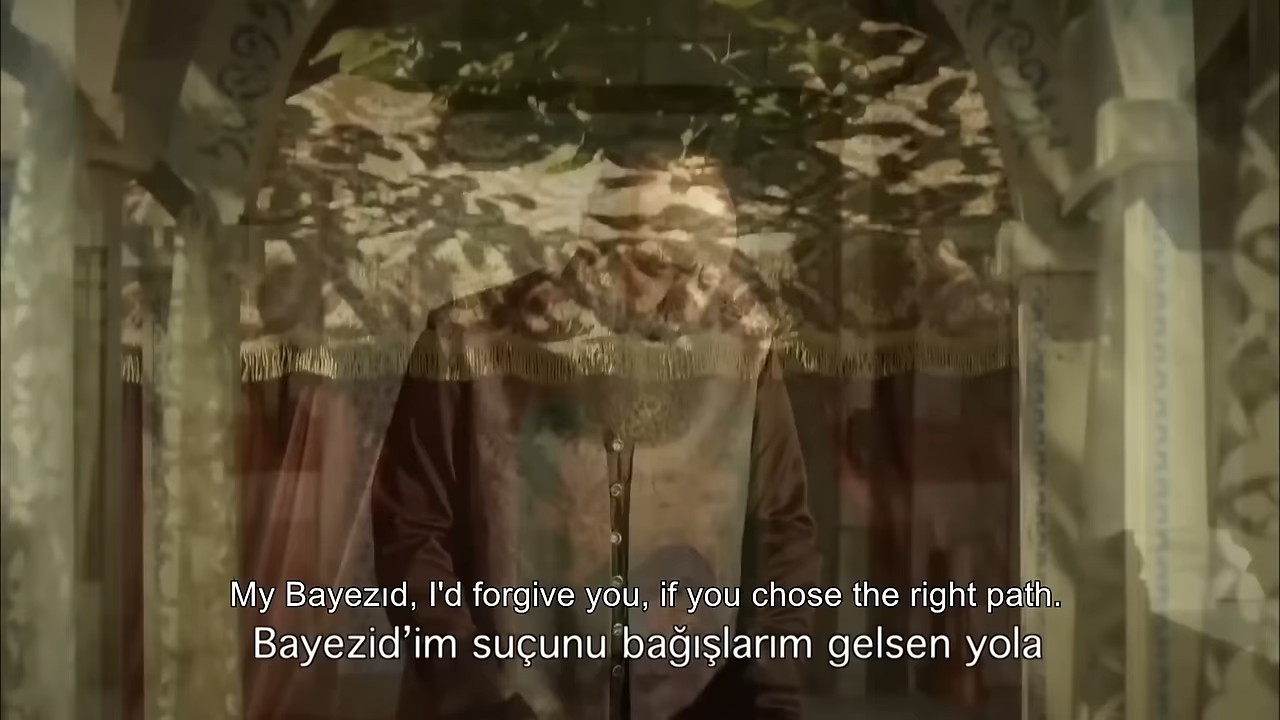 My Bayezıd, I'd forgive you, if you chose the right path.
Bayezid’im suçunu bağışlarım gelsen yola